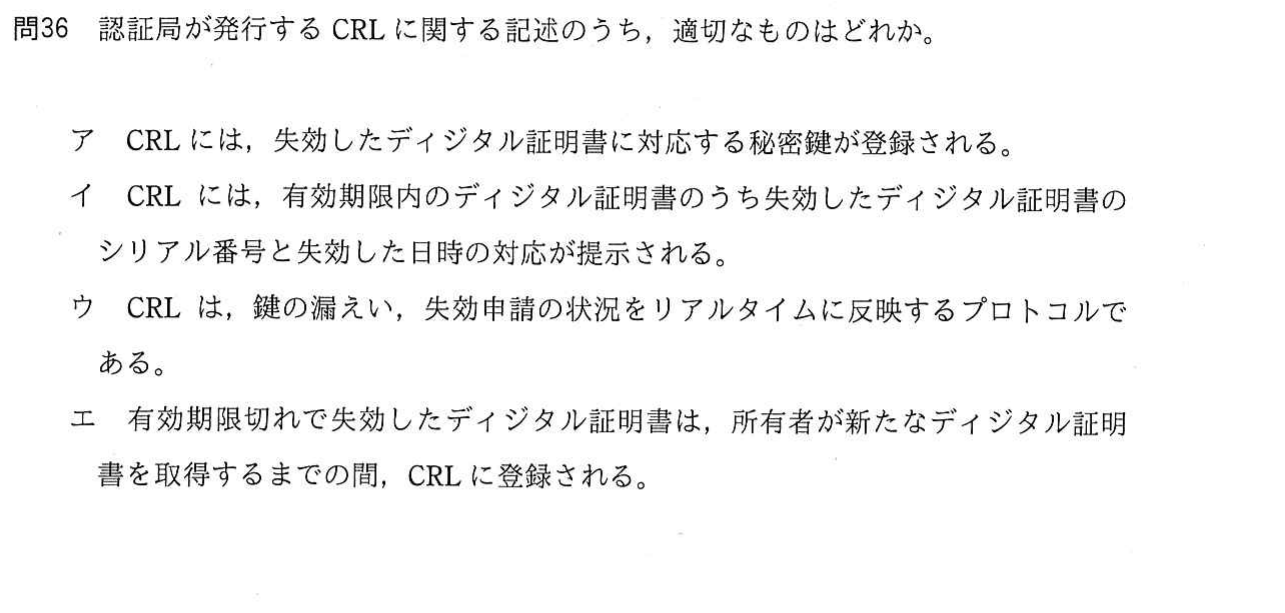 問36 認証局が発行する CRL に関する記述のうち，適切なものはどれか。
ア CRL には，失効したディジタル証明書に対応する秘密鍵が登録される。
イ CRL には，有効期限内のディジタル証明書のうち失効したディジタル証明書の
シリアル番号と失効した日時の対応が提示される。
ウ CRL は，鍵の漏えい，失効申請の状況をリアルタイムに反映するプロトコルで
ある。
エ 有効期限切れで失効したディジタル証明書は，所有者が新たなディジタル証明
書を取得するまでの間，CRL に登録される。